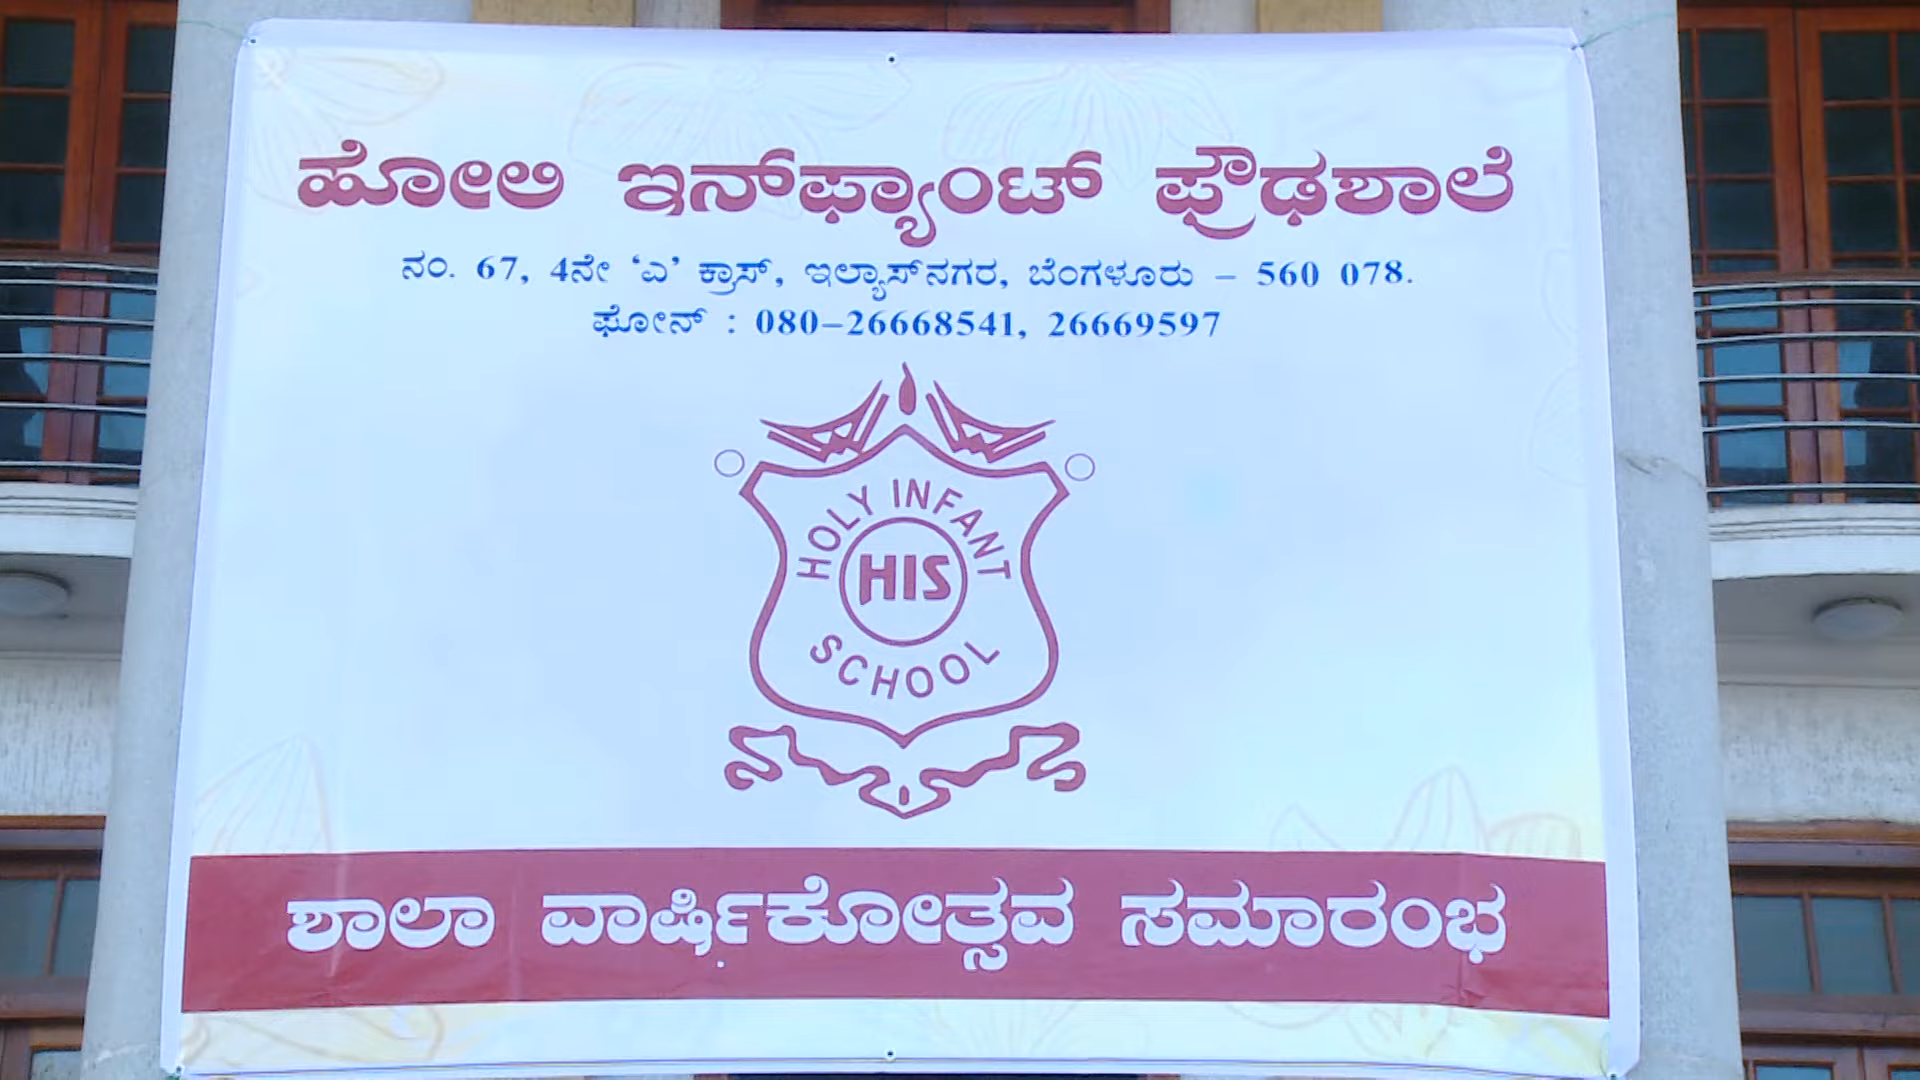 ಹೋಲಿ ಇನ್‌ಫ್ಯಾಂಟ್ ಪ್ರೌಢಶಾಲೆ
ನಂ. 67, 4ನೇ ‘ಎ’ ಕ್ರಾಸ್, ಇಲ್ಯಾಸ್‌ನಗರ, ಬೆಂಗಳೂರು – 560 078.
ಫೋನ್ : 080–26668541, 26669597
HOLY INFANT
HIS
SCHOOL
ಶಾಲಾ ವಾರ್ಷಿಕೋತ್ಸವ ಸಮಾರಂಭ